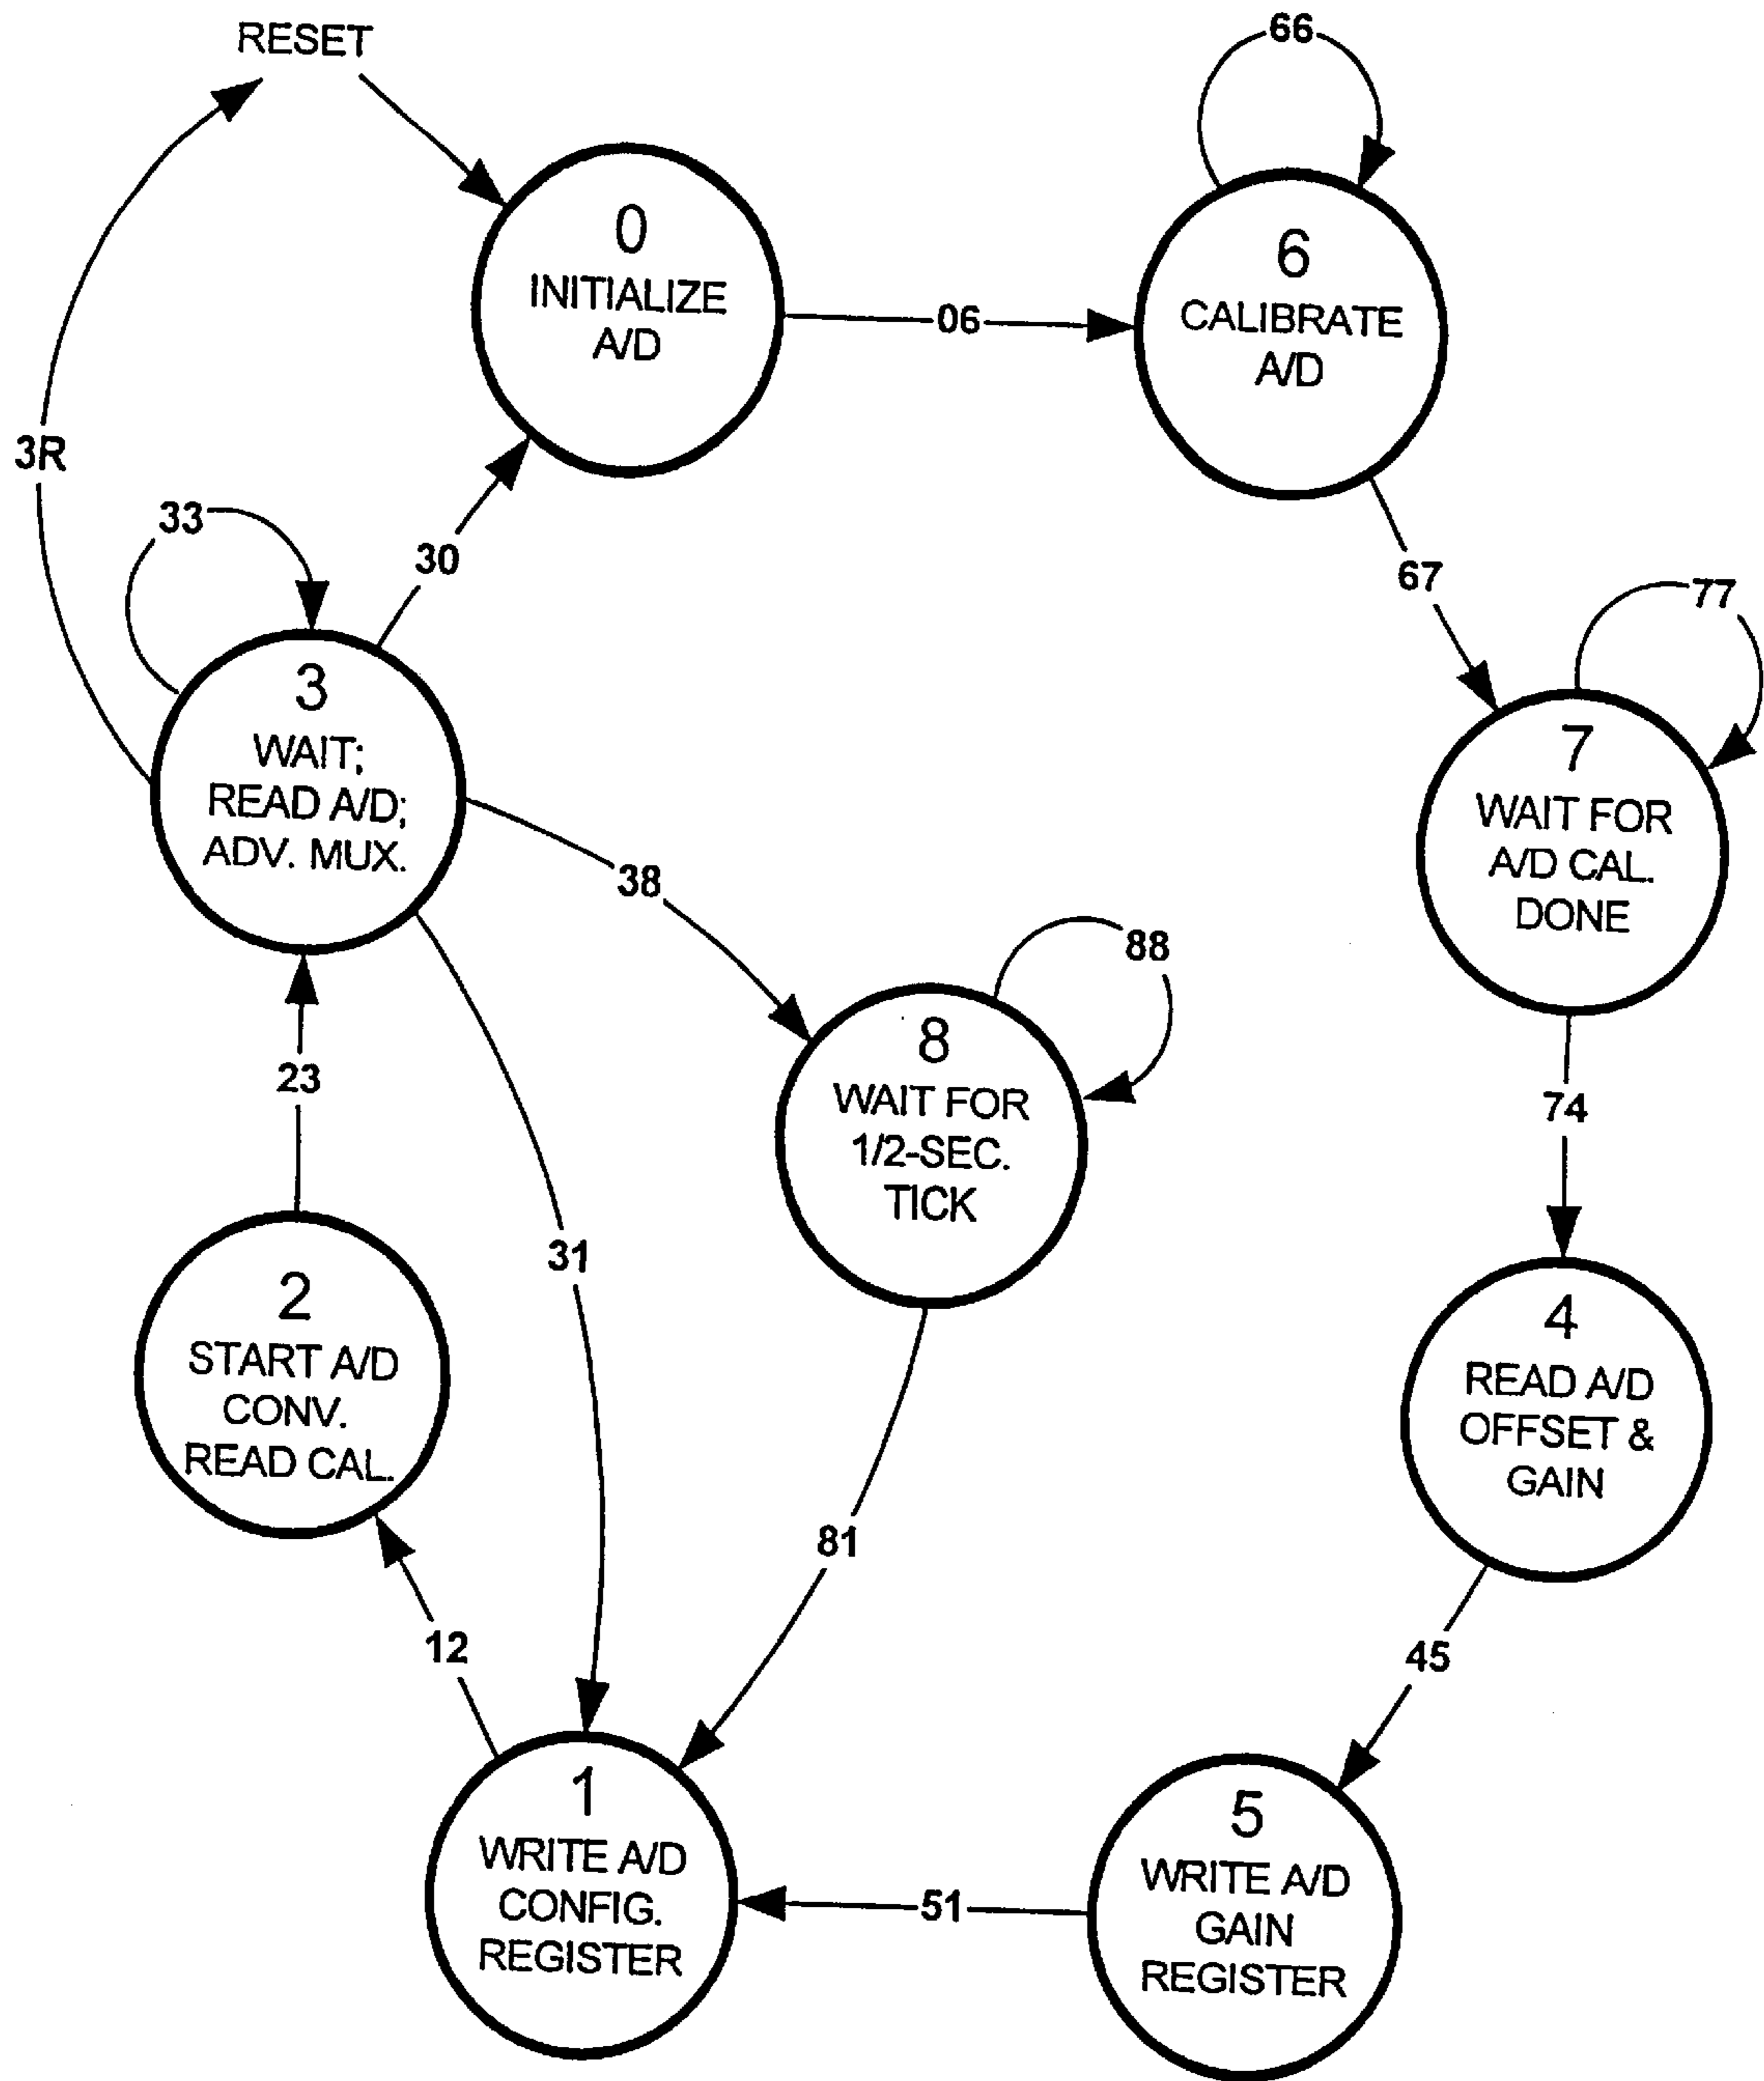 RESET
66
0
INITIALIZE
A/D
06
6
CALIBRATE
A/D
3R
33
30
67
77
3
WAIT;
READ A/D;
ADV. MUX.
7
WAIT FOR
A/D CAL.
DONE
38
88
8
WAIT FOR
1/2-SEC.
TICK
23
74
31
2
START A/D
CONV.
READ CAL.
4
READ A/D
OFFSET &
GAIN
81
12
45
1
WRITE A/D
CONFIG.
REGISTER
51
5
WRITE A/D
GAIN
REGISTER